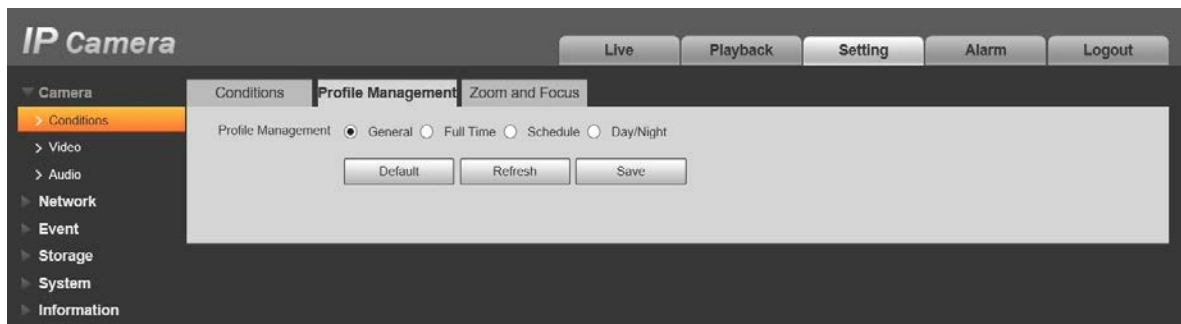 IP Camera
Live Playback Setting Alarm Logout
Camera
Conditions Profile Management Zoom and Focus
> Conditions
Profile Management General Full Time Schedule Day/Night
> Video
Default Refresh Save
> Audio
Network
Event
Storage
System
Information